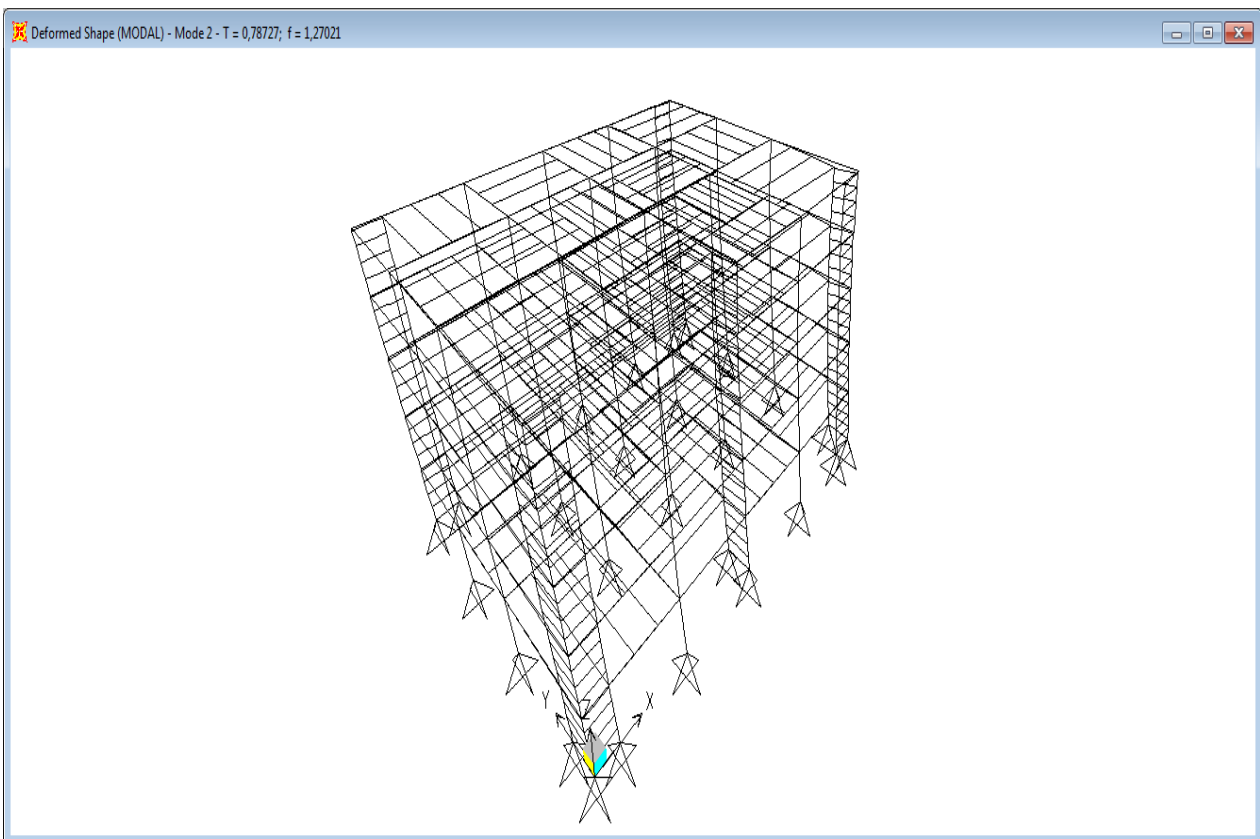 Deformed Shape (MODAL) - Mode 2 - T = 0,78727; f = 1,27021
Y
Z
X